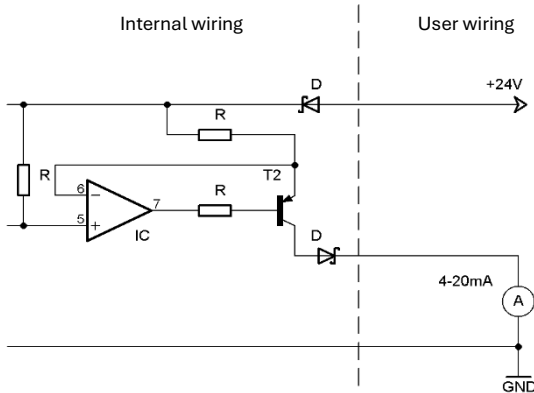 Internal wiring
User wiring
D
+24V
R
R
T2
6
−
R
7
5
+
IC
D
4-20mA
A
GND